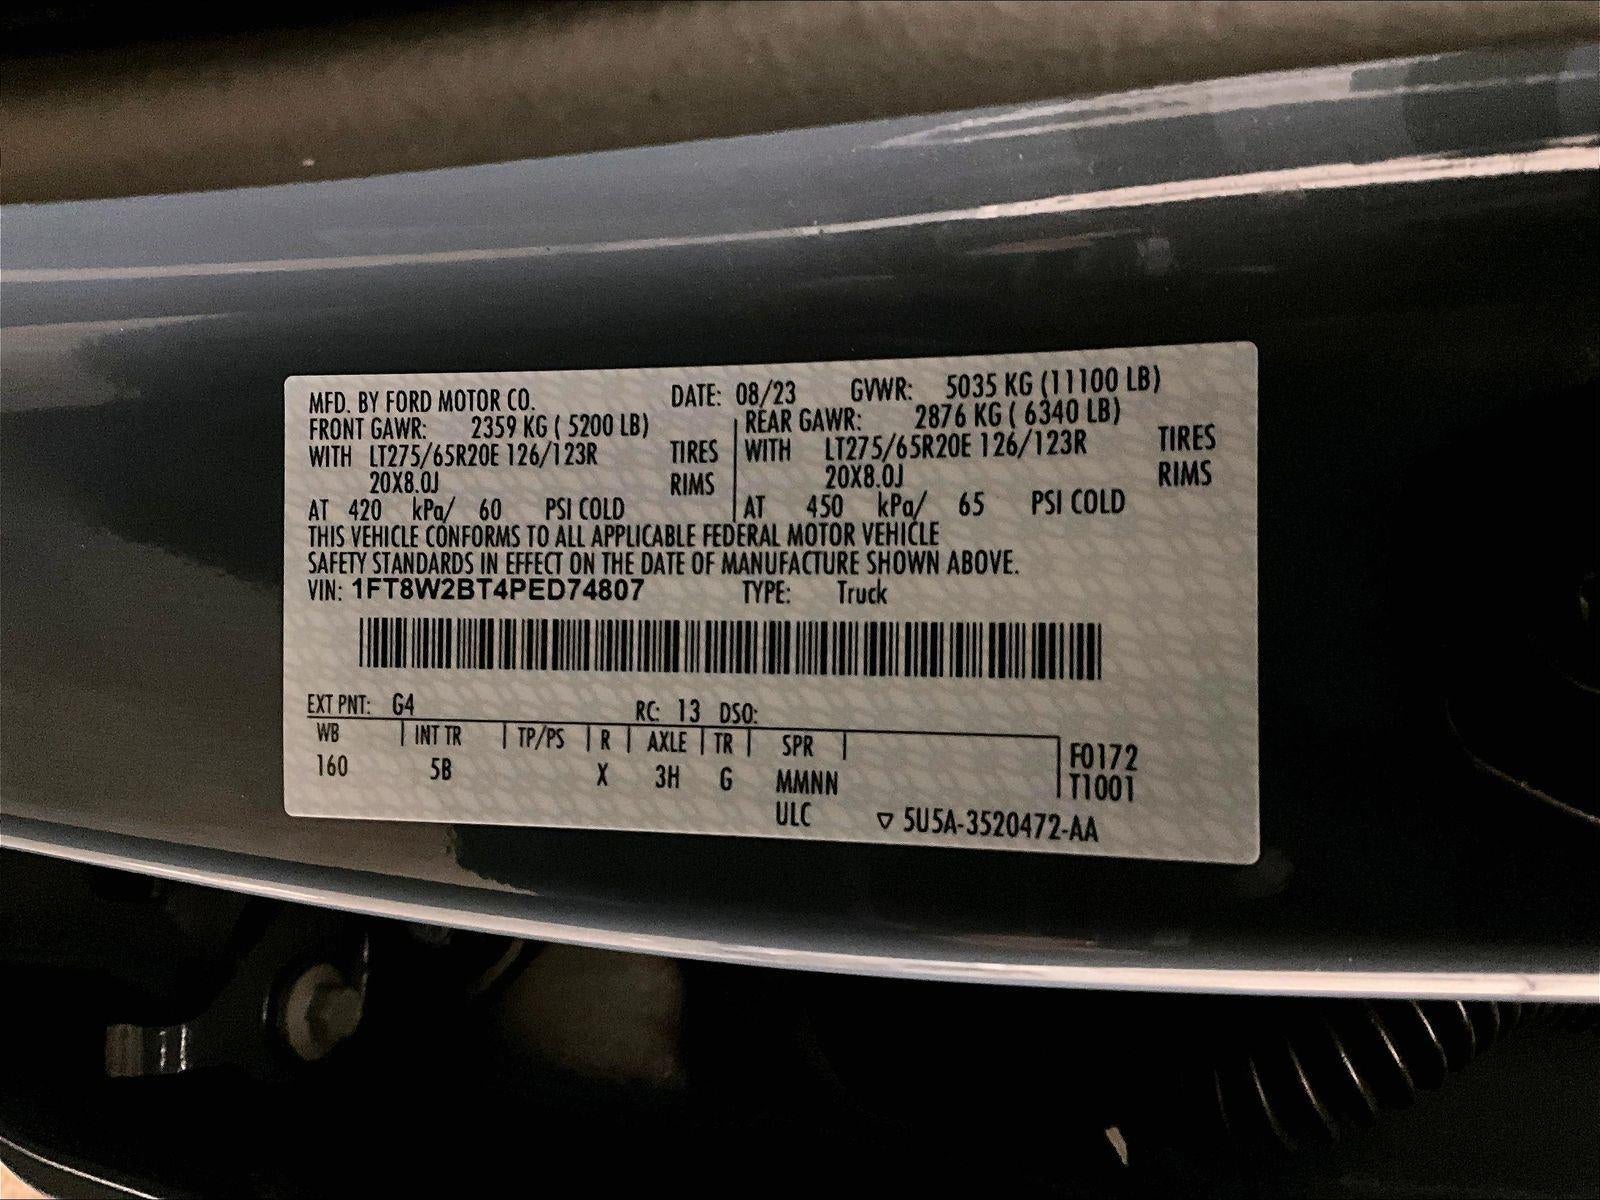 MFD. BY FORD MOTOR CO. DATE: 08/23 GVWR: 5035 KG (11100 LB)
FRONT GAWR: 2359 KG ( 5200 LB) REAR GAWR: 2876 KG ( 6340 LB)
WITH LT275/65R20E 126/123R TIRES WITH LT275/65R20E 126/123R TIRES
20X8.0J RIMS 20X8.0J RIMS
AT 420 kPa/ 60 PSI COLD AT 450 kPa/ 65 PSI COLD
THIS VEHICLE CONFORMS TO ALL APPLICABLE FEDERAL MOTOR VEHICLE
SAFETY STANDARDS IN EFFECT ON THE DATE OF MANUFACTURE SHOWN ABOVE.
VIN: 1FT8W2BT4PED74807 TYPE: Truck
EXT PNT: G4 RC: 13 DSO:
WB INT TR TP/PS R AXLE TR SPR F0172
160 5B X 3H G MMNN T1001
ULC ▽ 5U5A-3520472-AA